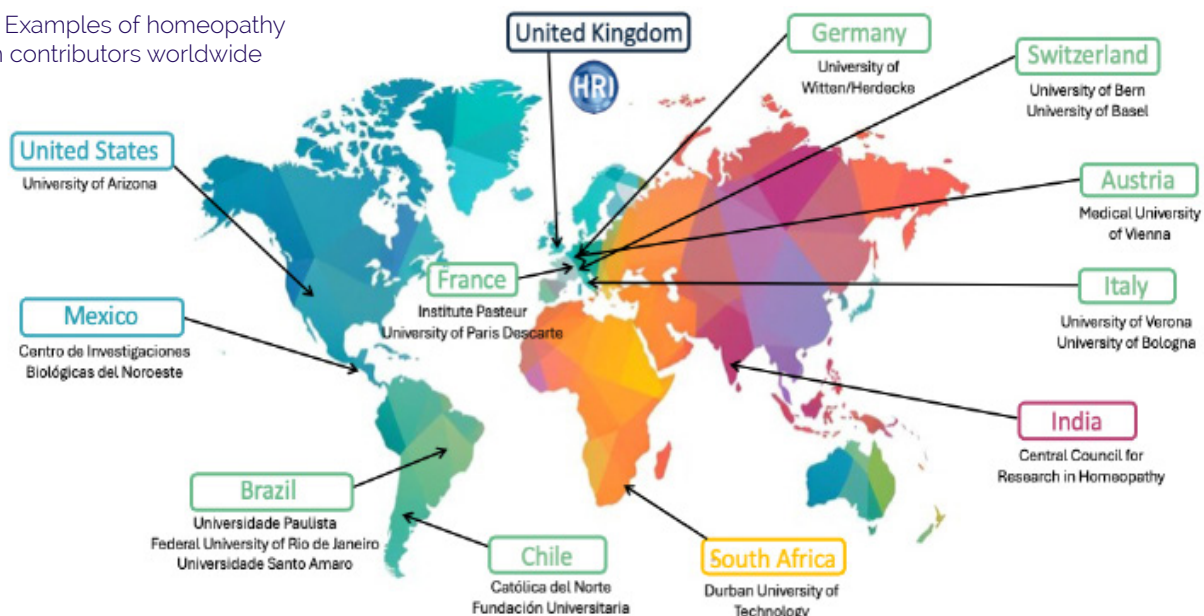 Examples of homeopathy
contributors worldwide
United Kingdom
HRI
Germany
University of
Witten/Herdecke
Switzerland
University of Bern
University of Basel
United States
University of Arizona
Austria
Medical University
of Vienna
France
Institute Pasteur
University of Paris Descarte
Italy
University of Verona
University of Bologna
Mexico
Centro de Investigaciones
Biológicas del Noroeste
India
Central Council for
Research in Homeopathy
Brazil
Universidade Paulista
Federal University of Rio de Janeiro
Universidade Santo Amaro
Chile
Católica del Norte
Fundación Universitaria
South Africa
Durban University of
Technology